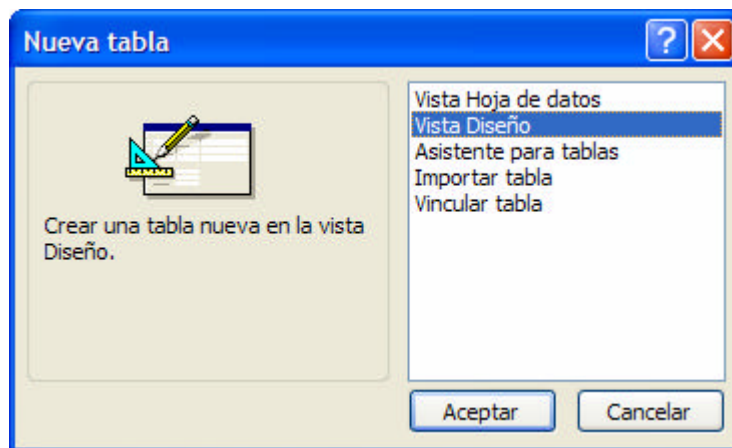 Nueva tabla
?
Crear una tabla nueva en la vista
Diseño.
Vista Hoja de datos
Vista Diseño
Asistente para tablas
Importar tabla
Vincular tabla
Aceptar
Cancelar